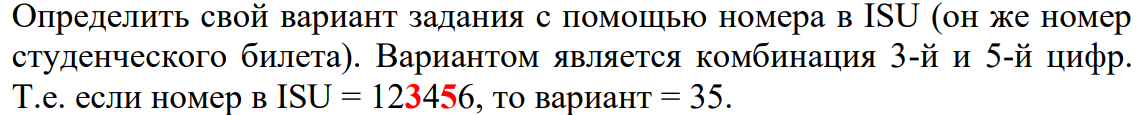 Определить свой вариант задания с помощью номера в ISU (он же номер
студенческого билета). Вариантом является комбинация 3-й и 5-й цифр.
Т.е. если номер в ISU = 123456, то вариант = 35.